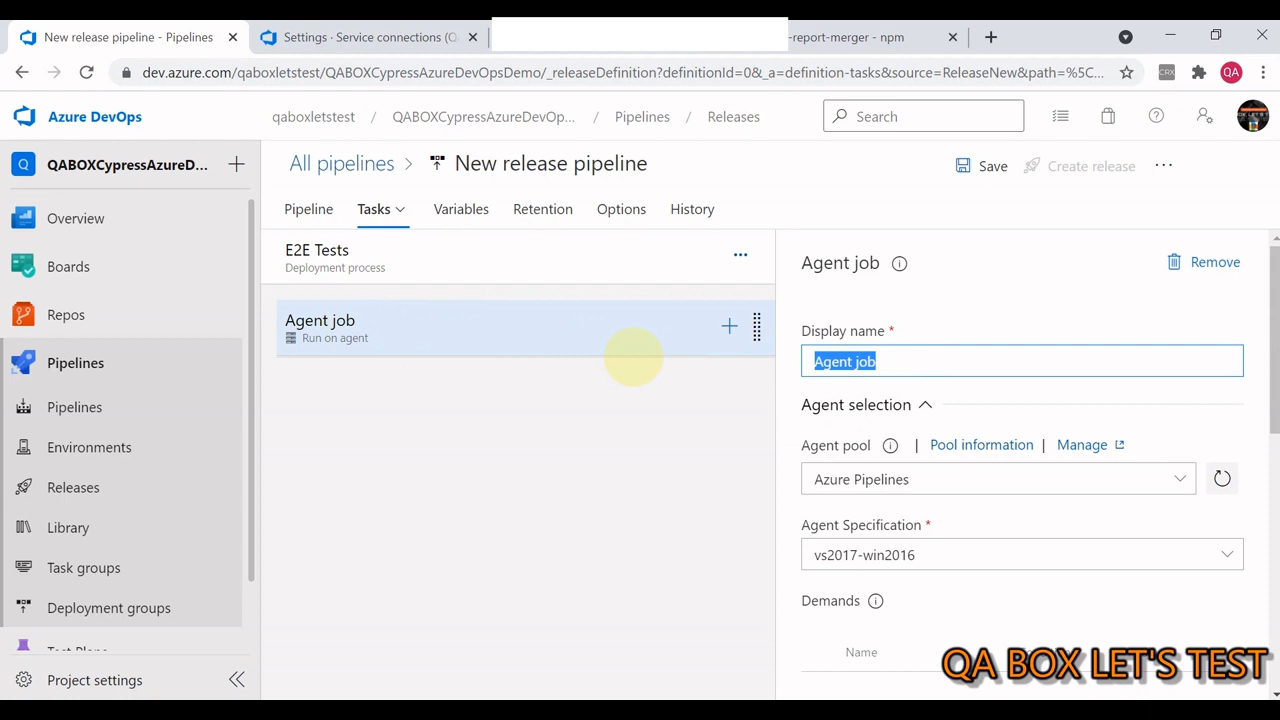 New release pipeline - Pipelines
Settings · Service connections (Q
-report-merger - npm
dev.azure.com/qaboxletstest/QABOXCypressAzureDevOpsDemo/_releaseDefinition?definitionId=0&_a=definition-tasks&source=ReleaseNew&path=%5C...
CRX
QA
Azure DevOps
qaboxletstest / QABOXCypressAzureDevOp... / Pipelines / Releases
Search
Q
QABOXCypressAzureD...
All pipelines > New release pipeline
Save
Create release
Pipeline
Tasks
Variables
Retention
Options
History
Overview
Boards
Repos
Pipelines
Pipelines
Environments
Releases
Library
Task groups
Deployment groups
Project settings
E2E Tests
Deployment process
Agent job
Run on agent
Agent job
Remove
Display name *
Agent job
Agent selection
Agent pool | Pool information | Manage
Azure Pipelines
Agent Specification *
vs2017-win2016
Demands
Name
QA BOX LET'S TEST